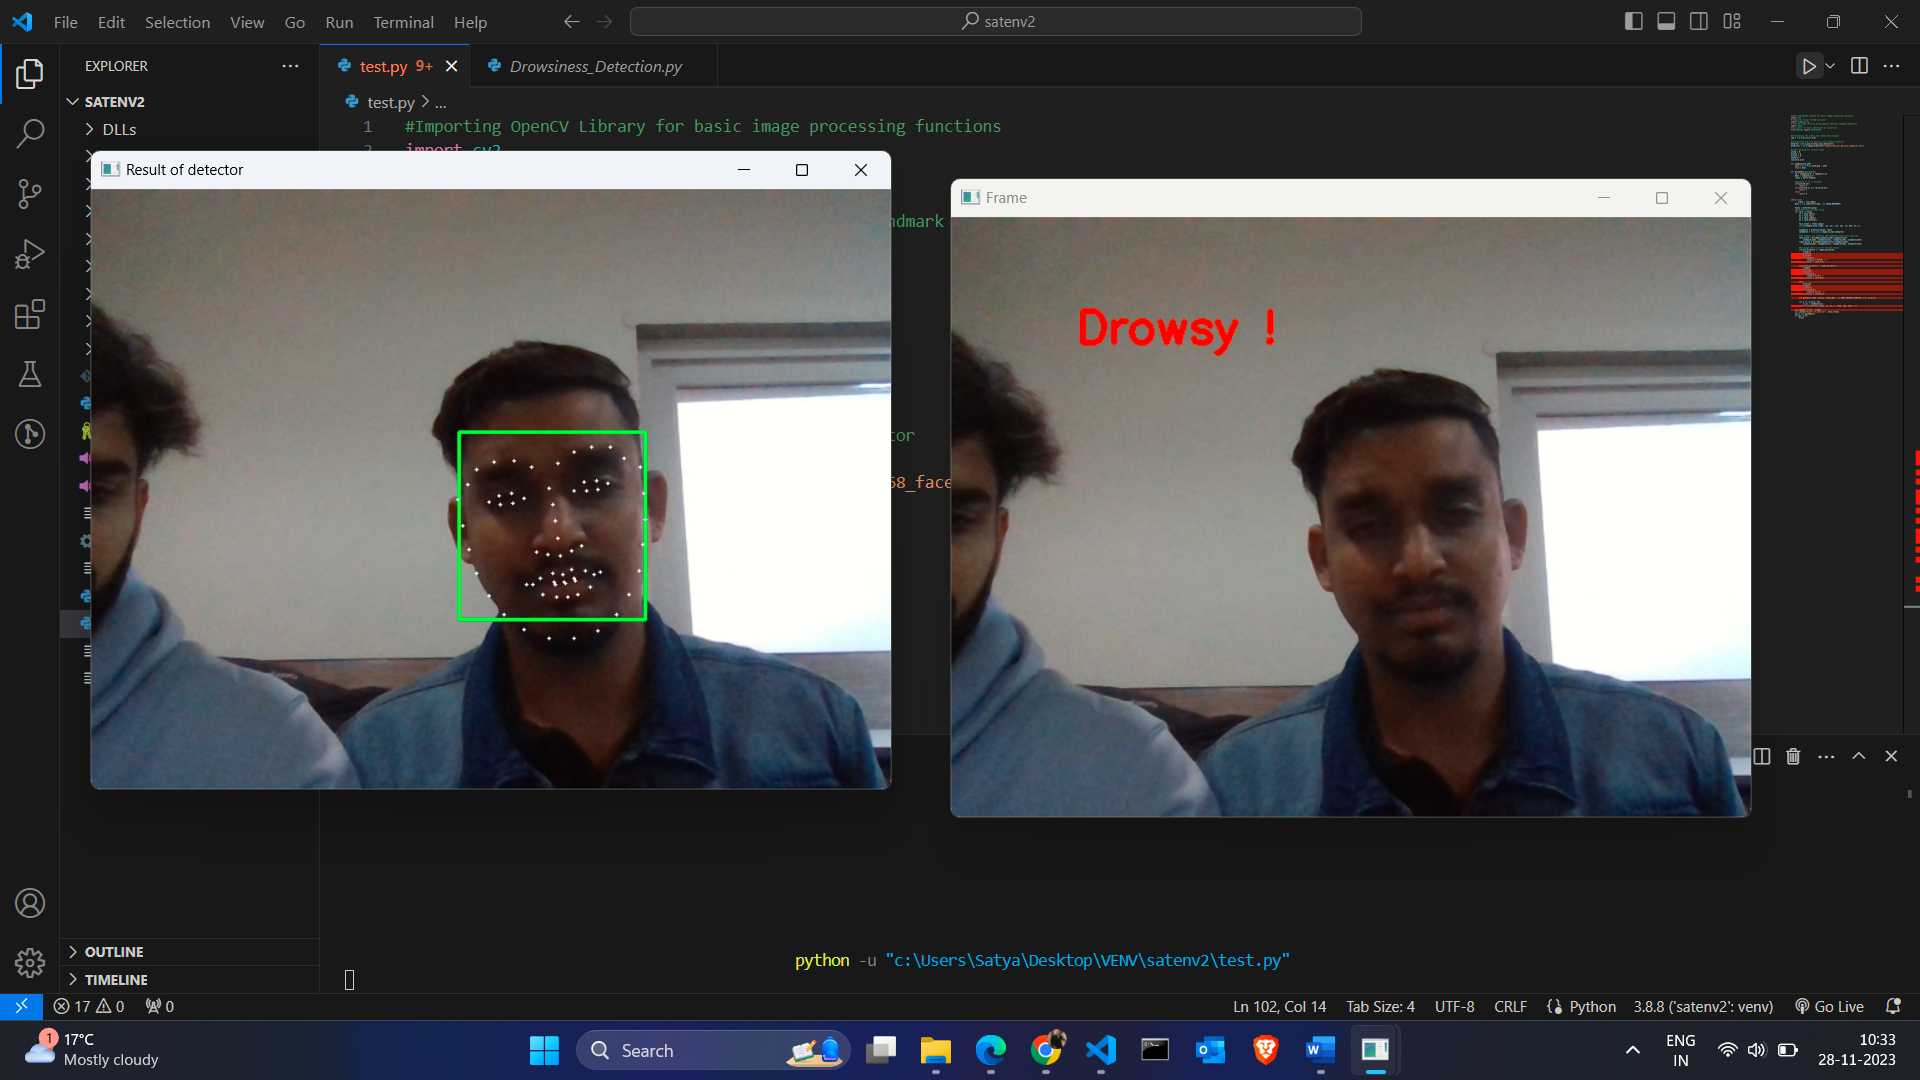 File Edit Selection View Go Run Terminal Help
satenv2
EXPLORER
test.py 9+
Drowsiness_Detection.py
SATENV2
DLLs
test.py > ...
1 #Importing OpenCV Library for basic image processing functions
2 import cv2
Result of detector
Frame
ndmark
Drowsy !
tor
68_face
OUTLINE
TIMELINE
python -u "c:\Users\Satya\Desktop\VENV\satenv2\test.py"
17 0 0
Ln 102, Col 14 Tab Size: 4 UTF-8 CRLF Python 3.8.8 ('satenv2': venv) Go Live
1
17°C
Mostly cloudy
Search
ENG
IN
10:33
28-11-2023